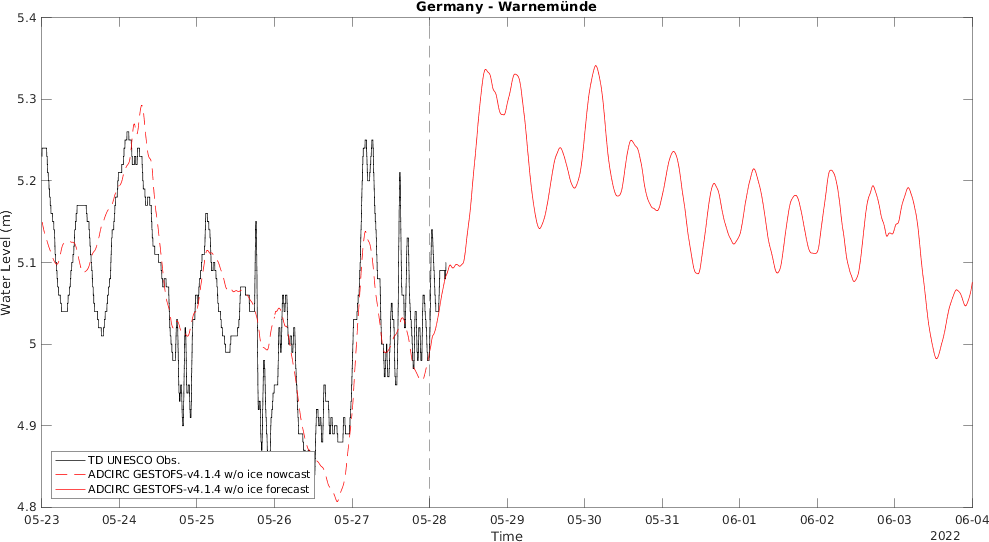 Germany - Warnemünde
5.4
5.3
5.2
5.1
5
4.9
4.8
Water Level (m)
TD UNESCO Obs.
ADCIRC GESTOFS-v4.1.4 w/o ice nowcast
ADCIRC GESTOFS-v4.1.4 w/o ice forecast
05-23 05-24 05-25 05-26 05-27 05-28 05-29 05-30 05-31 06-01 06-02 06-03 06-04
Time
2022